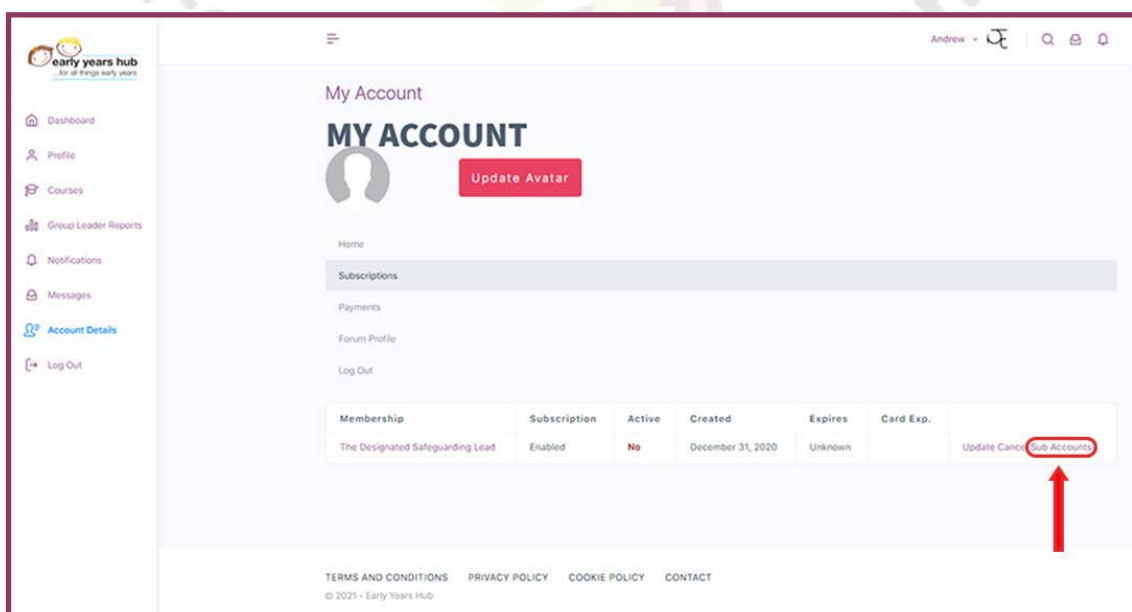 early years hub
...for all things early years
Andrew
Dashboard
Profile
Courses
Group Leader Reports
Notifications
Messages
Account Details
Log Out
My Account
MY ACCOUNT
Update Avatar
Home
Subscriptions
Payments
Forum Profile
Log Out
Membership Subscription Active Created Expires Card Exp.
The Designated Safeguarding Lead Enabled No December 31, 2020 Unknown Update Cancel Sub Accounts
TERMS AND CONDITIONS PRIVACY POLICY COOKIE POLICY CONTACT
© 2021 - Early Years Hub